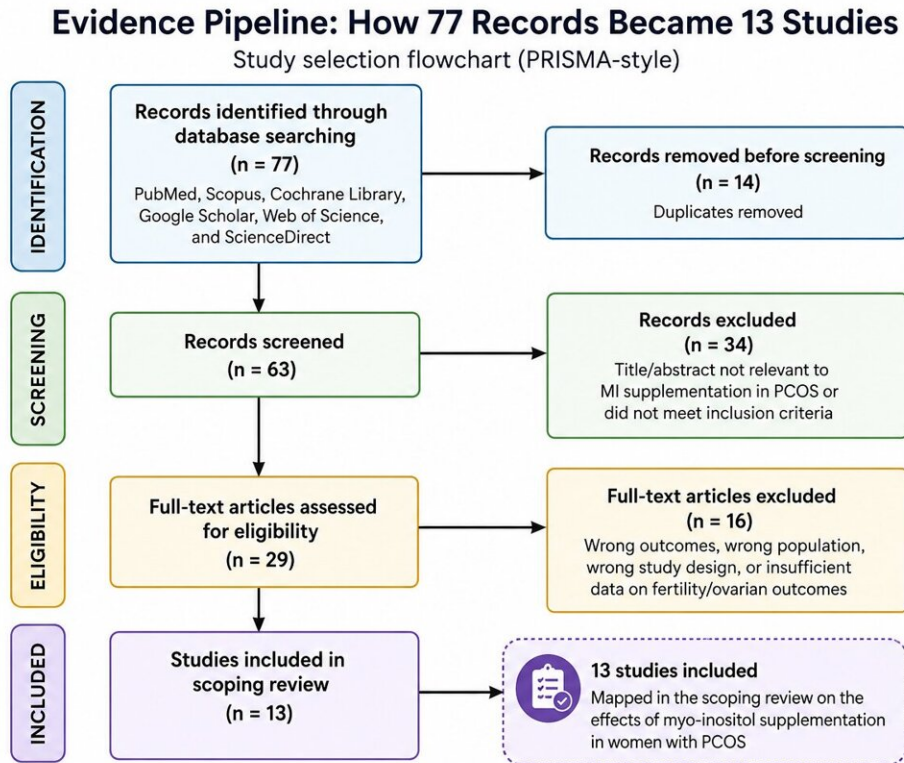 Evidence Pipeline: How 77 Records Became 13 Studies
Study selection flowchart (PRISMA-style)
IDENTIFICATION
Records identified through
database searching
(n = 77)
PubMed, Scopus, Cochrane Library,
Google Scholar, Web of Science,
and ScienceDirect
Records removed before screening
(n = 14)
Duplicates removed
SCREENING
Records screened
(n = 63)
Records excluded
(n = 34)
Title/abstract not relevant to
MI supplementation in PCOS or
did not meet inclusion criteria
ELIGIBILITY
Full-text articles assessed
for eligibility
(n = 29)
Full-text articles excluded
(n = 16)
Wrong outcomes, wrong population,
wrong study design, or insufficient
data on fertility/ovarian outcomes
INCLUDED
Studies included in
scoping review
(n = 13)
13 studies included
Mapped in the scoping review on the
effects of myo-inositol supplementation
in women with PCOS